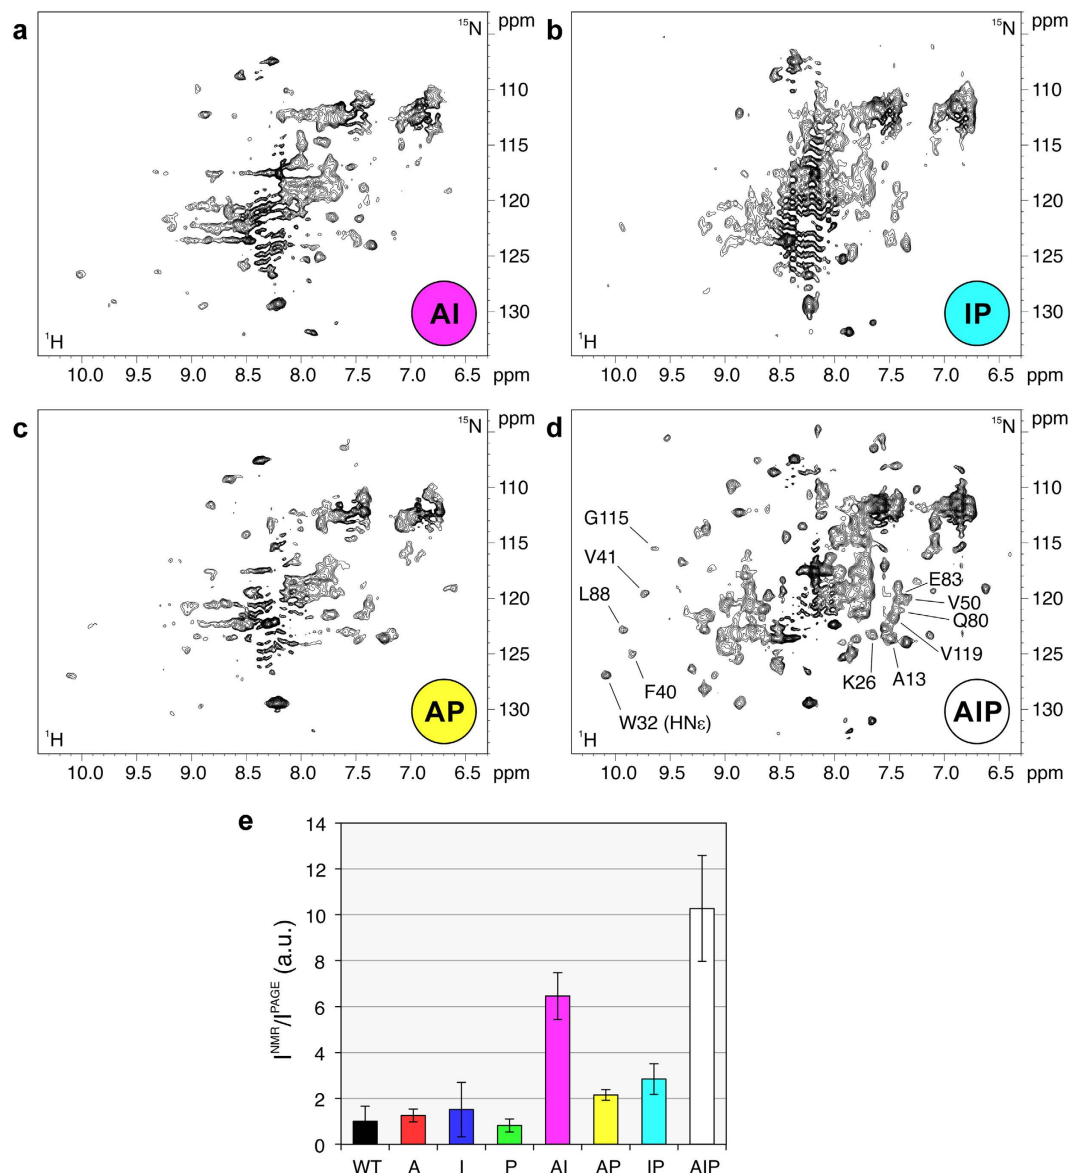 a
¹⁵N
ppm
110
115
120
125
130
AI
¹H
10.0 9.5 9.0 8.5 8.0 7.5 7.0 6.5 ppm
b
¹⁵N
ppm
110
115
120
125
130
IP
¹H
10.0 9.5 9.0 8.5 8.0 7.5 7.0 6.5 ppm
c
¹⁵N
ppm
110
115
120
125
130
AP
¹H
10.0 9.5 9.0 8.5 8.0 7.5 7.0 6.5 ppm
d
¹⁵N
ppm
110
115
120
125
130
G115
V41
L88
F40
W32 (HNε)
E83
V50
Q80
V119
K26 A13
AIP
¹H
10.0 9.5 9.0 8.5 8.0 7.5 7.0 6.5 ppm
e
Iᴺᴹᴿ/Iᴾᴬᴳᴱ (a.u.)
14
12
10
8
6
4
2
0
WT A I P AI AP IP AIP